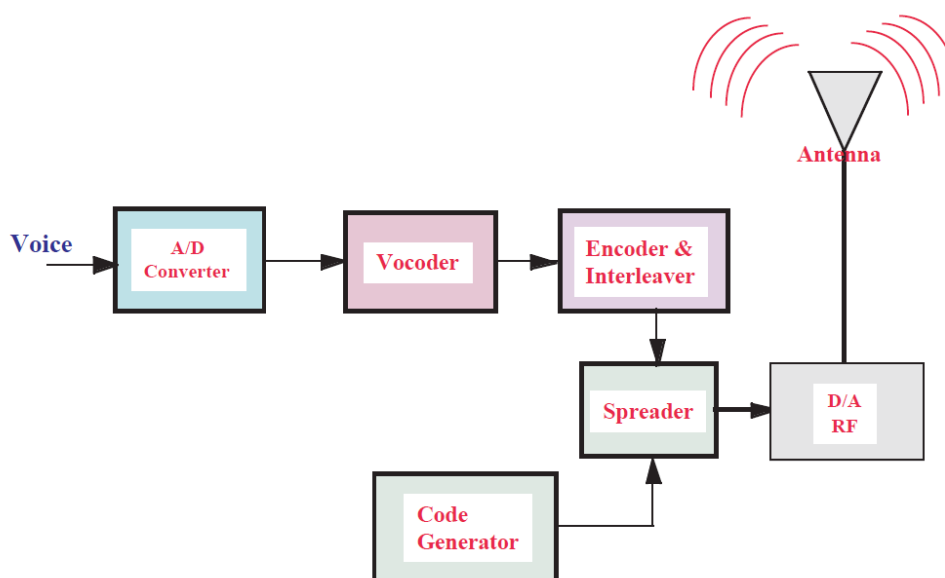 Antenna
Voice
A/D
Converter
Vocoder
Encoder &
Interleaver
Spreader
D/A
RF
Code
Generator